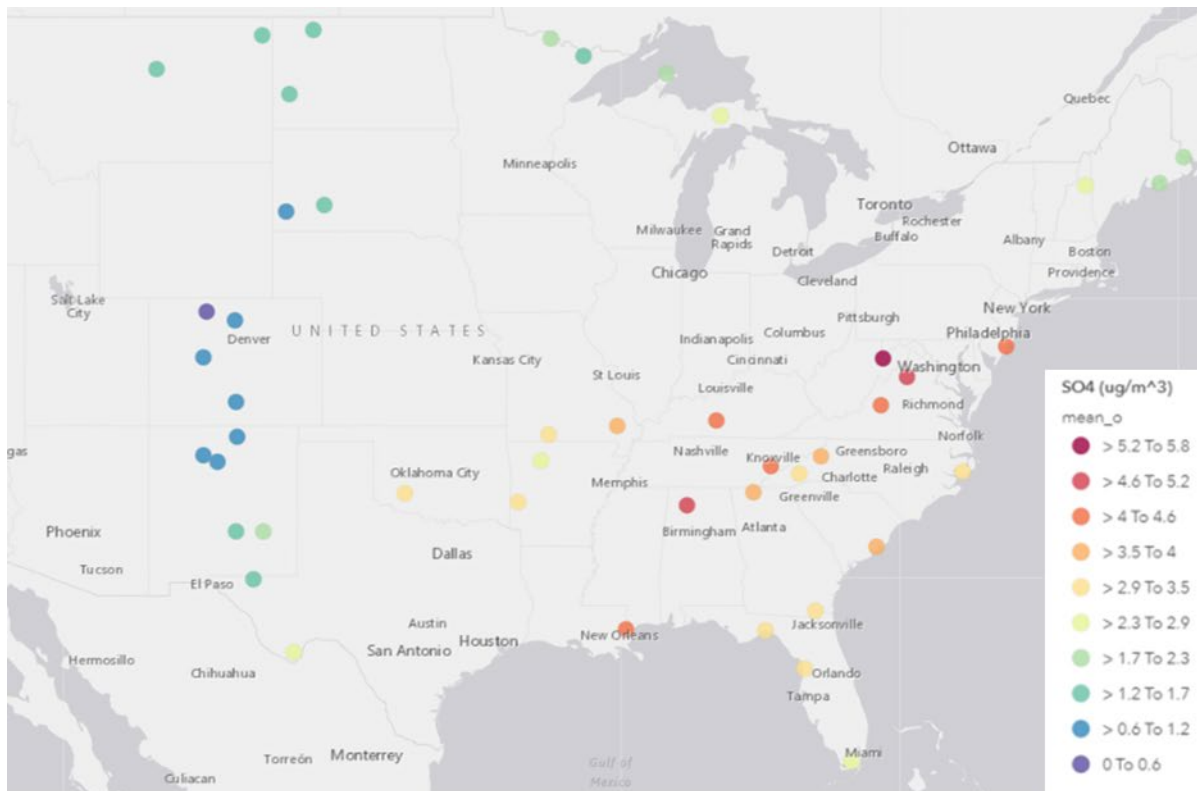 Quebec
Ottawa
Minneapolis
Toronto
Rochester
Milwaukee
Grand
Rapids
Buffalo
Albany
Detroit
Boston
Chicago
Cleveland
Providence
Salt Lake
City
New York
UNITED STATES
Denver
Pittsburgh
Philadelphia
Indianapolis
Columbus
Kansas City
Cincinnati
Washington
St Louis
Louisville
Richmond
gas
Nashville
Knoxville
Greensboro
Norfolk
Oklahoma City
Raleigh
Charlotte
Memphis
Greenville
Phoenix
Birmingham
Atlanta
Dallas
Tucson
El Paso
Austin
New Orleans
Jacksonville
Houston
San Antonio
Hermosillo
Chihuahua
Orlando
Tampa
Miami
Torreón
Monterrey
Gulf of
Mexico
Culiacan
SO4 (ug/m^3)
mean_o
> 5.2 To 5.8
> 4.6 To 5.2
> 4 To 4.6
> 3.5 To 4
> 2.9 To 3.5
> 2.3 To 2.9
> 1.7 To 2.3
> 1.2 To 1.7
> 0.6 To 1.2
0 To 0.6